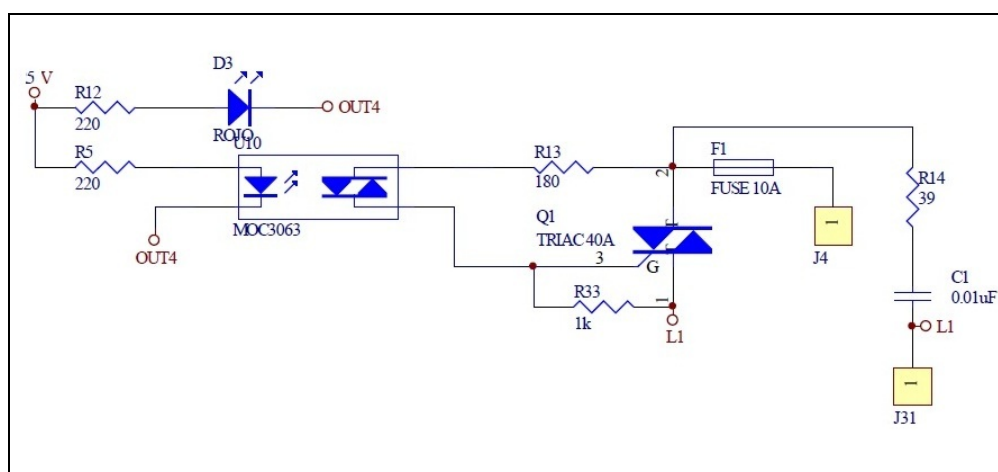 5 V
R12
220
D3
ROJO
OUT4
R5
220
U10
MOC3063
OUT4
R13
180
2
F1
FUSE 10A
1
J4
R14
39
Q1
TRIAC 40A
3
G
R33
1k
1
L1
C1
0.01uF
L1
1
J31